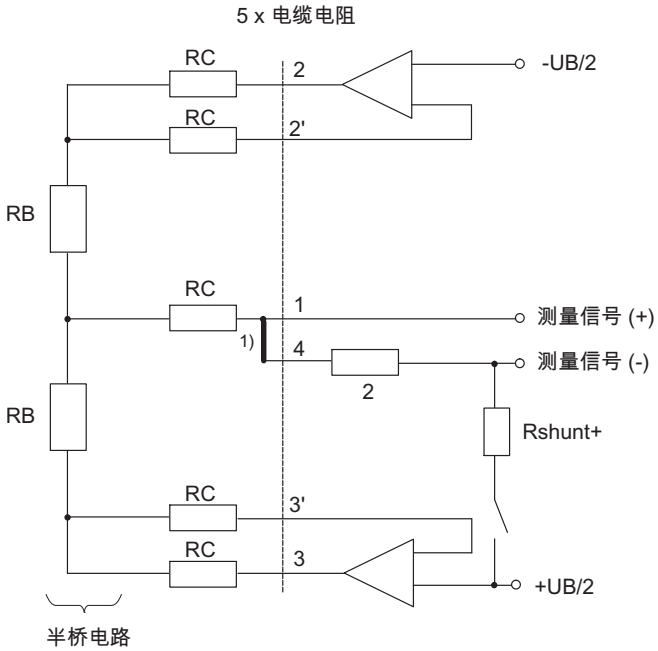 5 x 电缆电阻
RC
2
-UB/2
RC
2'
RB
RC
1
测量信号 (+)
1)
4
测量信号 (-)
2
RB
Rshunt+
RC
3'
RC
3
+UB/2
半桥电路